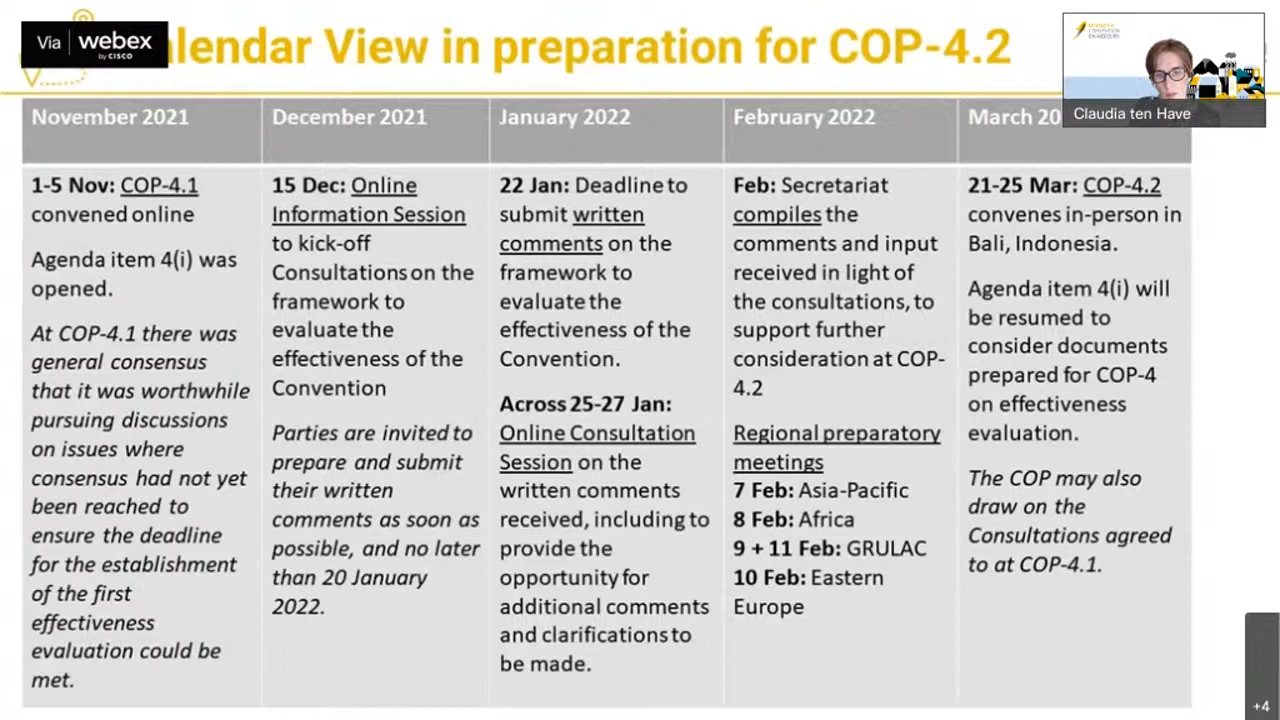 Via webex
by CISCO
alendar View in preparation for COP-4.2
MINAMATA
CONVENTION
ON MERCURY
Claudia ten Have
November 2021
December 2021
January 2022
February 2022
March 20
1-5 Nov: COP-4.1
convened online
Agenda item 4(i) was
opened.
At COP-4.1 there was
general consensus
that it was worthwhile
pursuing discussions
on issues where
consensus had not yet
been reached to
ensure the deadline
for the establishment
of the first
effectiveness
evaluation could be
met.
15 Dec: Online
Information Session
to kick-off
Consultations on the
framework to
evaluate the
effectiveness of the
Convention
Parties are invited to
prepare and submit
their written
comments as soon as
possible, and no later
than 20 January
2022.
22 Jan: Deadline to
submit written
comments on the
framework to
evaluate the
effectiveness of the
Convention.
Across 25-27 Jan:
Online Consultation
Session on the
written comments
received, including to
provide the
opportunity for
additional comments
and clarifications to
be made.
Feb: Secretariat
compiles the
comments and input
received in light of
the consultations, to
support further
consideration at COP-
4.2
Regional preparatory
meetings
7 Feb: Asia-Pacific
8 Feb: Africa
9 + 11 Feb: GRULAC
10 Feb: Eastern
Europe
21-25 Mar: COP-4.2
convenes in-person in
Bali, Indonesia.
Agenda item 4(i) will
be resumed to
consider documents
prepared for COP-4
on effectiveness
evaluation.
The COP may also
draw on the
Consultations agreed
to at COP-4.1.
+4